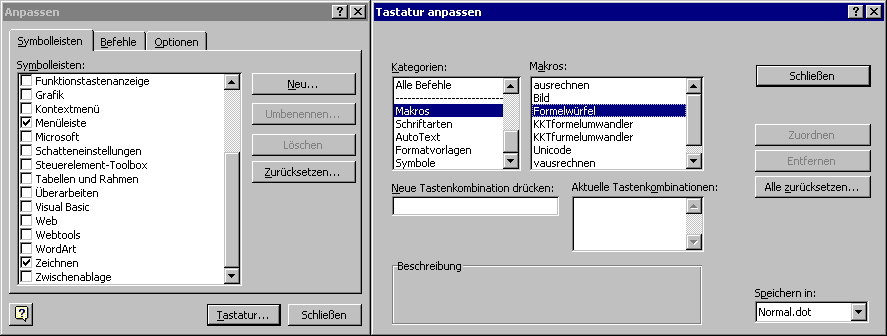 Anpassen
Symbolleisten Befehle Optionen
Symbolleisten:
Funktionstastenanzeige
Grafik
Kontextmenü
Menüleiste
Microsoft
Schatteneinstellungen
Steuerelement-Toolbox
Tabellen und Rahmen
Überarbeiten
Visual Basic
Web
Webtools
WordArt
Zeichnen
Zwischenablage
Neu...
Umbenennen...
Löschen
Zurücksetzen...
Tastatur... Schließen
Tastatur anpassen
Kategorien:
Alle Befehle
Makros
Schriftarten
AutoText
Formatvorlagen
Symbole
Makros:
ausrechnen
Bild
Formelwürfel
KKTformelumwandler
KKTfurmelumwandler
Unicode
vausrechnen
Schließen
Zuordnen
Entfernen
Alle zurücksetzen...
Neue Tastenkombination drücken: Aktuelle Tastenkombinationen:
Beschreibung
Speichern in:
Normal.dot